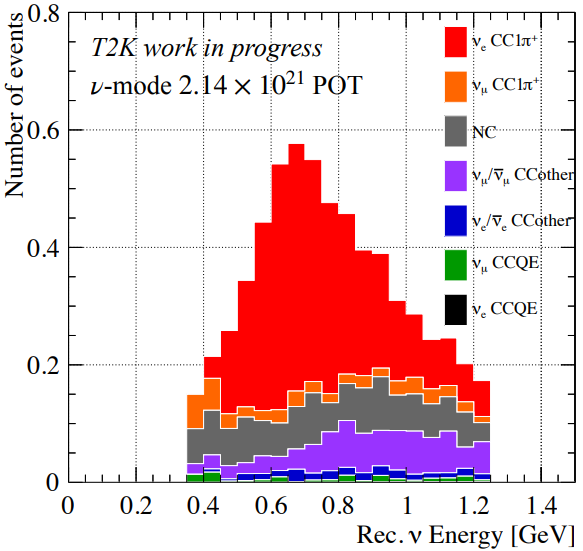 0.8
T2K work in progress
ν-mode 2.14 × 10²¹ POT
Number of events
νe CC1π⁺
νμ CC1π⁺
NC
νμ/ν̅μ CCother
νe/ν̅e CCother
νμ CCQE
νe CCQE
0.6
0.4
0.2
0
0 0.2 0.4 0.6 0.8 1 1.2 1.4
Rec. ν Energy [GeV]